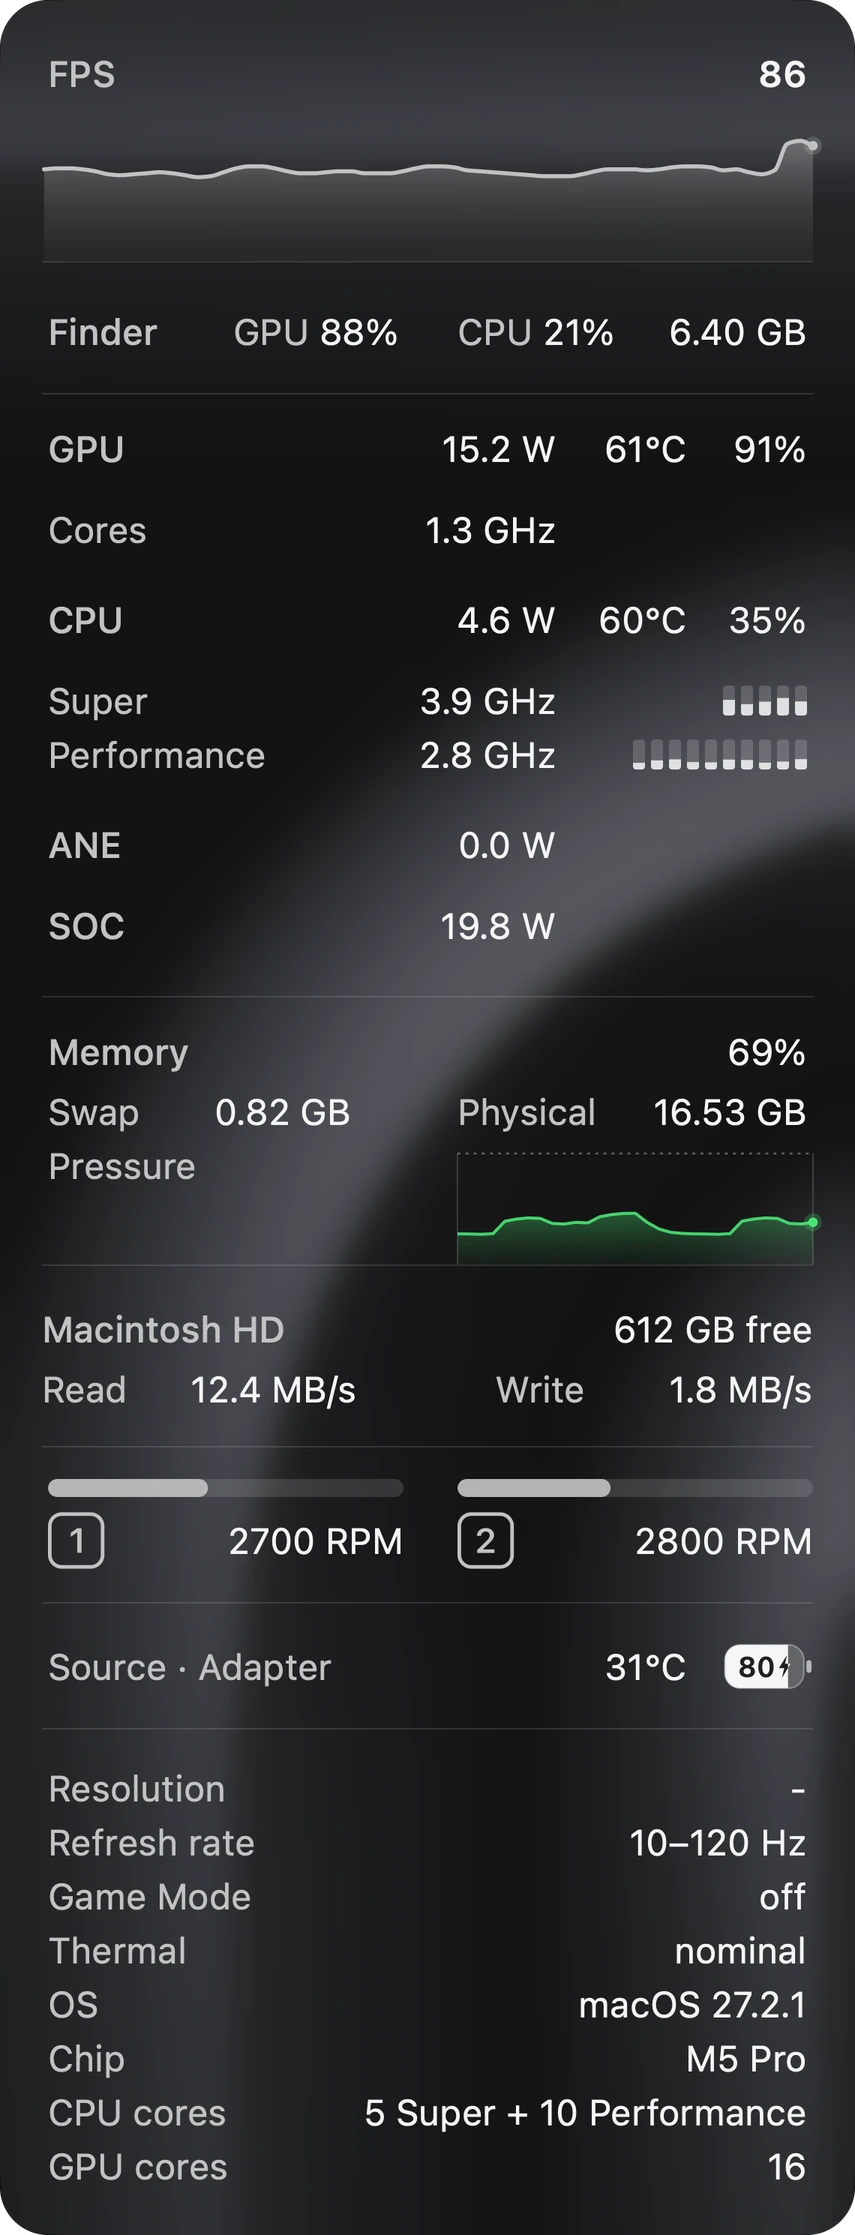 FPS 86
Finder GPU 88% CPU 21% 6.40 GB
GPU 15.2 W 61°C 91%
Cores 1.3 GHz
CPU 4.6 W 60°C 35%
Super 3.9 GHz
Performance 2.8 GHz
ANE 0.0 W
SOC 19.8 W
Memory 69%
Swap 0.82 GB Physical 16.53 GB
Pressure
Macintosh HD 612 GB free
Read 12.4 MB/s Write 1.8 MB/s
1 2700 RPM 2 2800 RPM
Source · Adapter 31°C 80
Resolution -
Refresh rate 10–120 Hz
Game Mode off
Thermal nominal
OS macOS 27.2.1
Chip M5 Pro
CPU cores 5 Super + 10 Performance
GPU cores 16